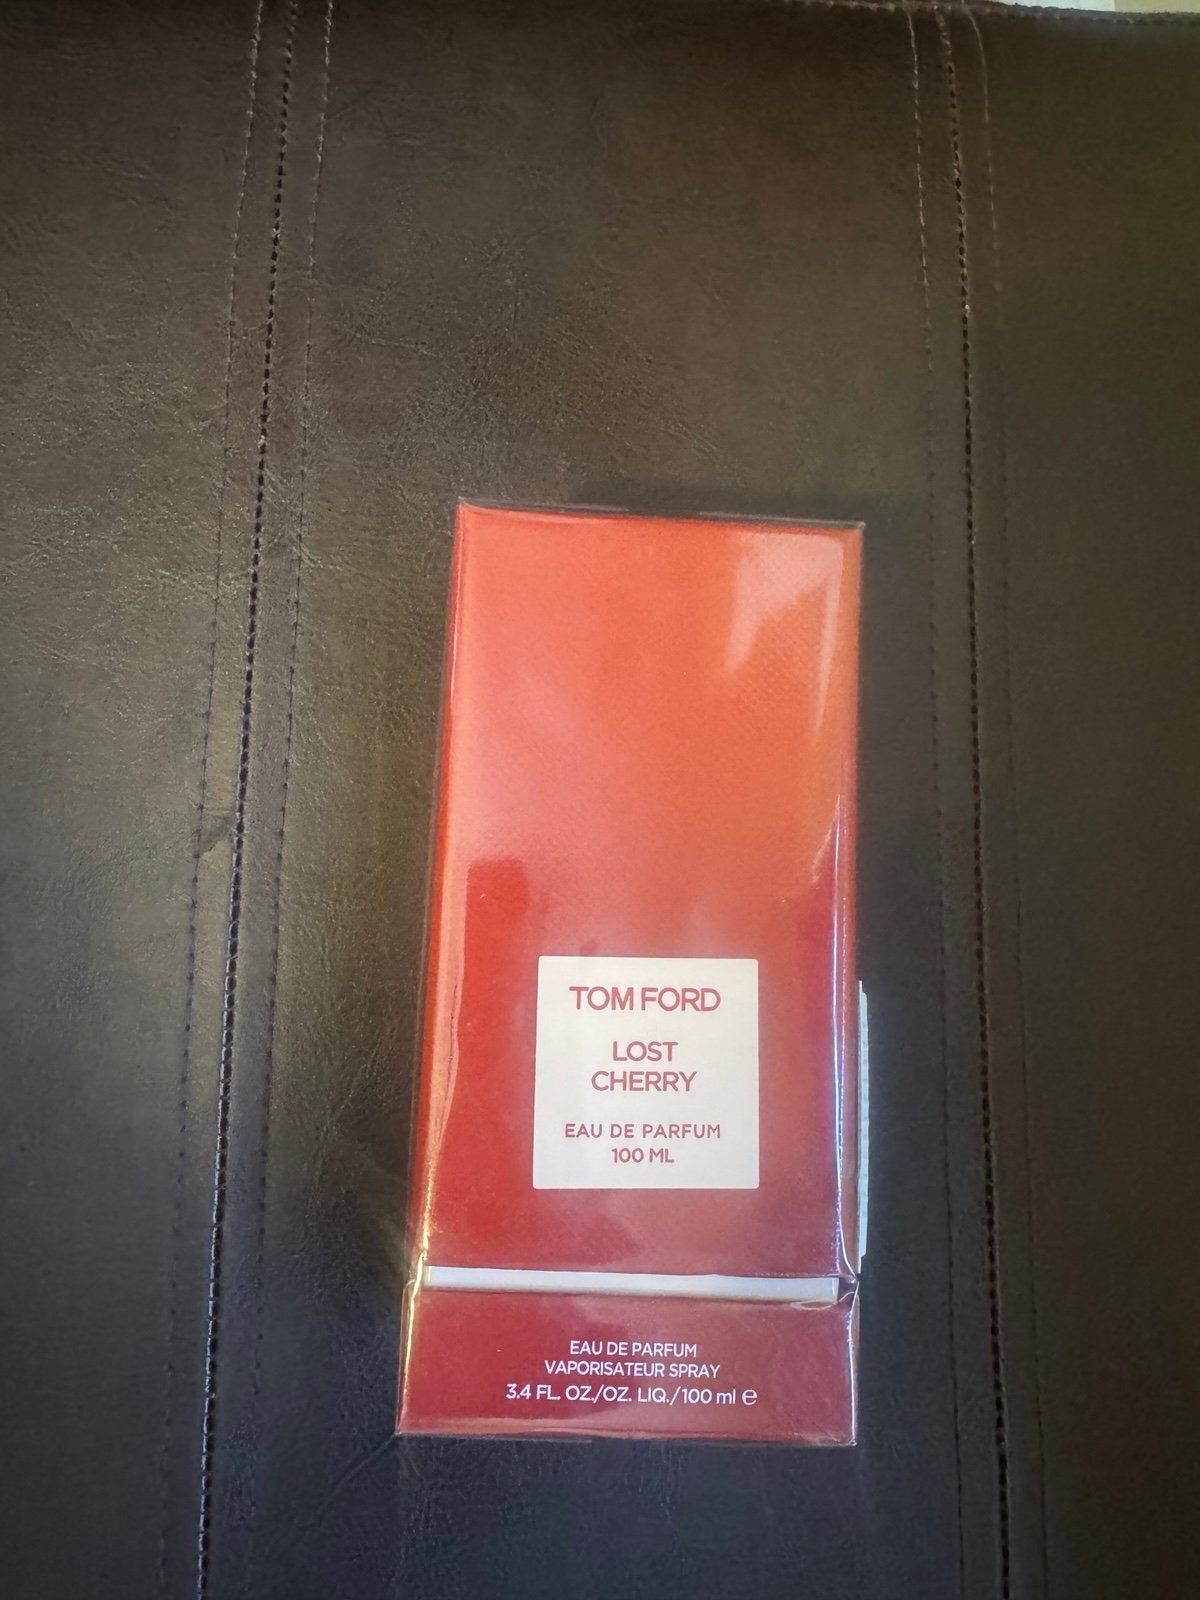 TOM FORD
LOST
CHERRY
EAU DE PARFUM
100 ML
EAU DE PARFUM
VAPORISATEUR SPRAY
3.4 FL. OZ./OZ. LIQ./100 ml ℮